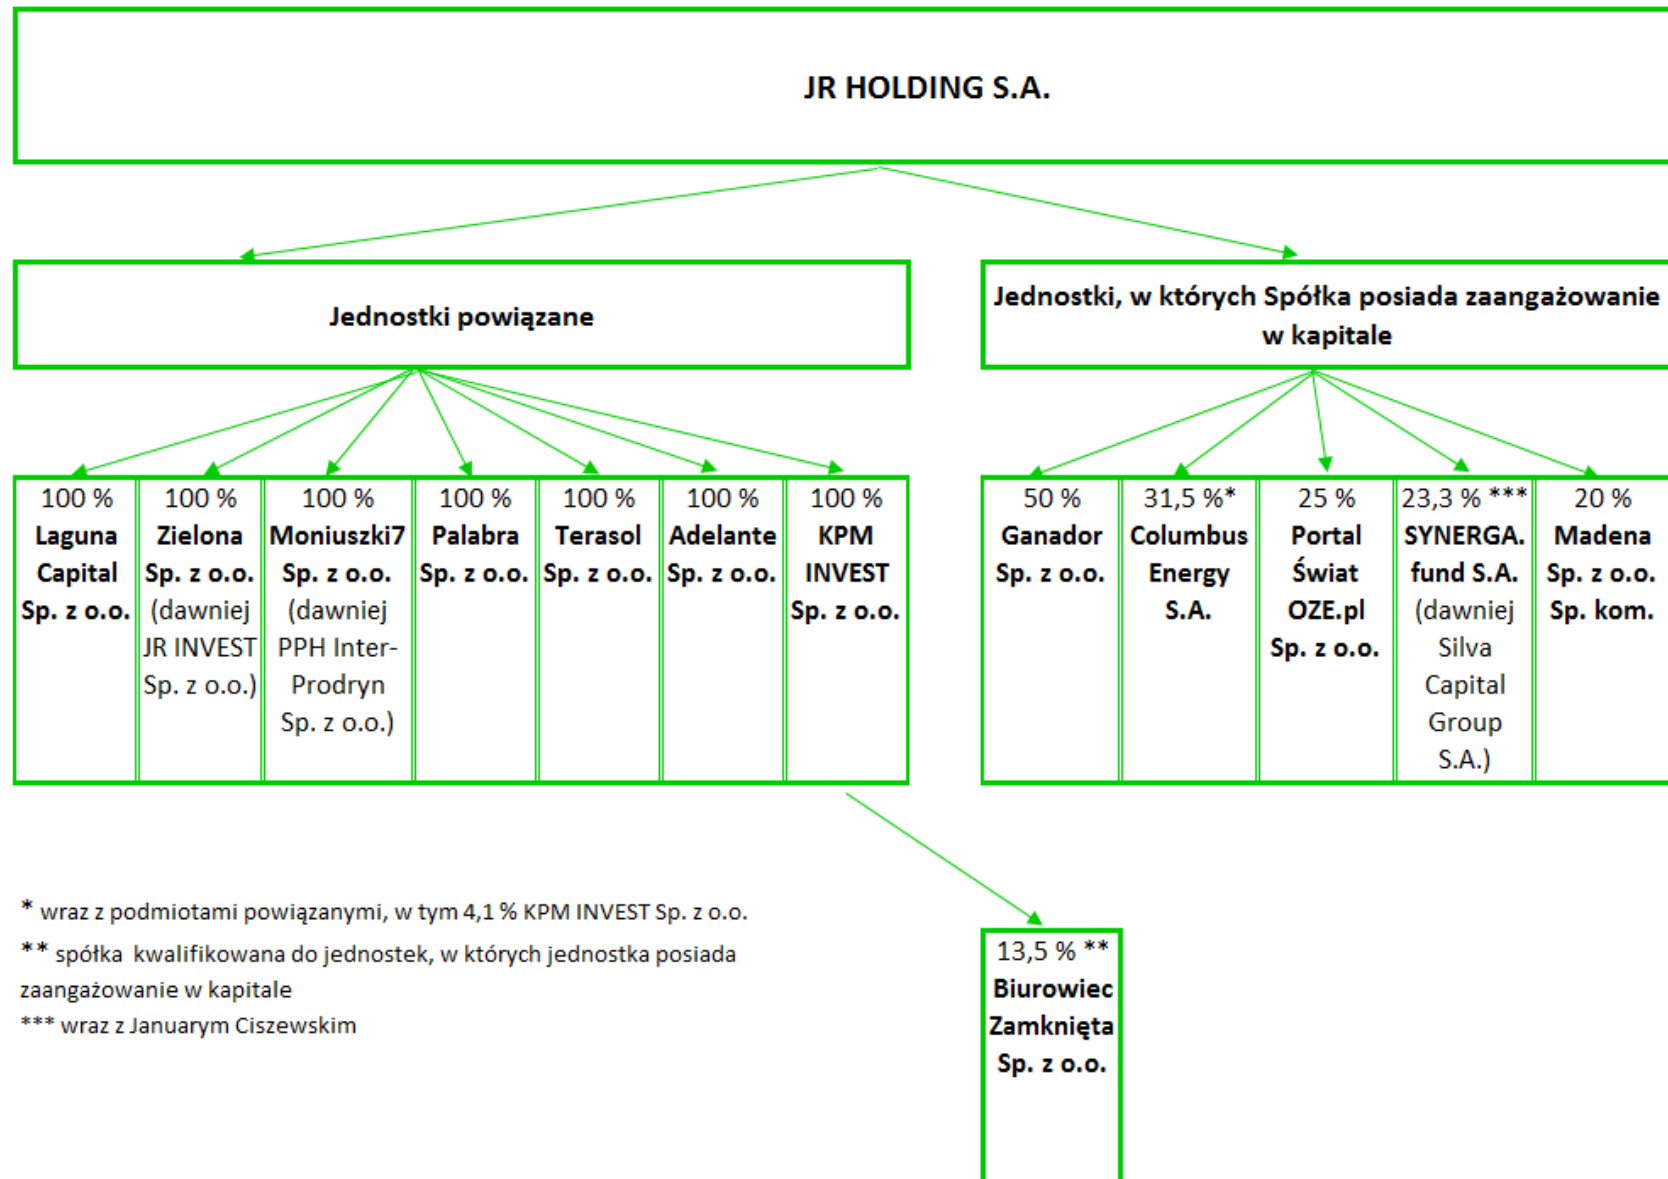 JR HOLDING S.A.
Jednostki powiązane
Jednostki, w których Spółka posiada zaangażowanie
w kapitale
100 %
Laguna
Capital
Sp. z o.o.
100 %
Zielona
Sp. z o.o.
(dawniej
JR INVEST
Sp. z o.o.)
100 %
Moniuszki7
Sp. z o.o.
(dawniej
PPH Inter-
Prodryn
Sp. z o.o.)
100 %
Palabra
Sp. z o.o.
100 %
Terasol
Sp. z o.o.
100 %
Adelante
Sp. z o.o.
100 %
KPM
INVEST
Sp. z o.o.
50 %
Ganador
Sp. z o.o.
31,5 %*
Columbus
Energy
S.A.
25 %
Portal
Świat
OZE.pl
Sp. z o.o.
23,3 % ***
SYNERGA.
fund S.A.
(dawniej
Silva
Capital
Group
S.A.)
20 %
Madena
Sp. z o.o.
Sp. kom.
* wraz z podmiotami powiązanymi, w tym 4,1 % KPM INVEST Sp. z o.o.
** spółka kwalifikowana do jednostek, w których jednostka posiada
zaangażowanie w kapitale
*** wraz z Januarym Ciszewskim
13,5 % **
Biurowiec
Zamknięta
Sp. z o.o.